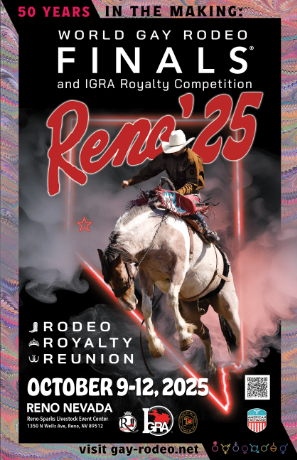 50 YEARS IN THE MAKING:
WORLD GAY RODEO
FINALS®
and IGRA Royalty Competition
Reno '25
RODEO
ROYALTY
REUNION
OCTOBER 9-12, 2025
RENO NEVADA
Reno-Sparks Livestock Event Center
1350 N Wells Ave, Reno, NV 89512
IGRA
visit gay-rodeo.net